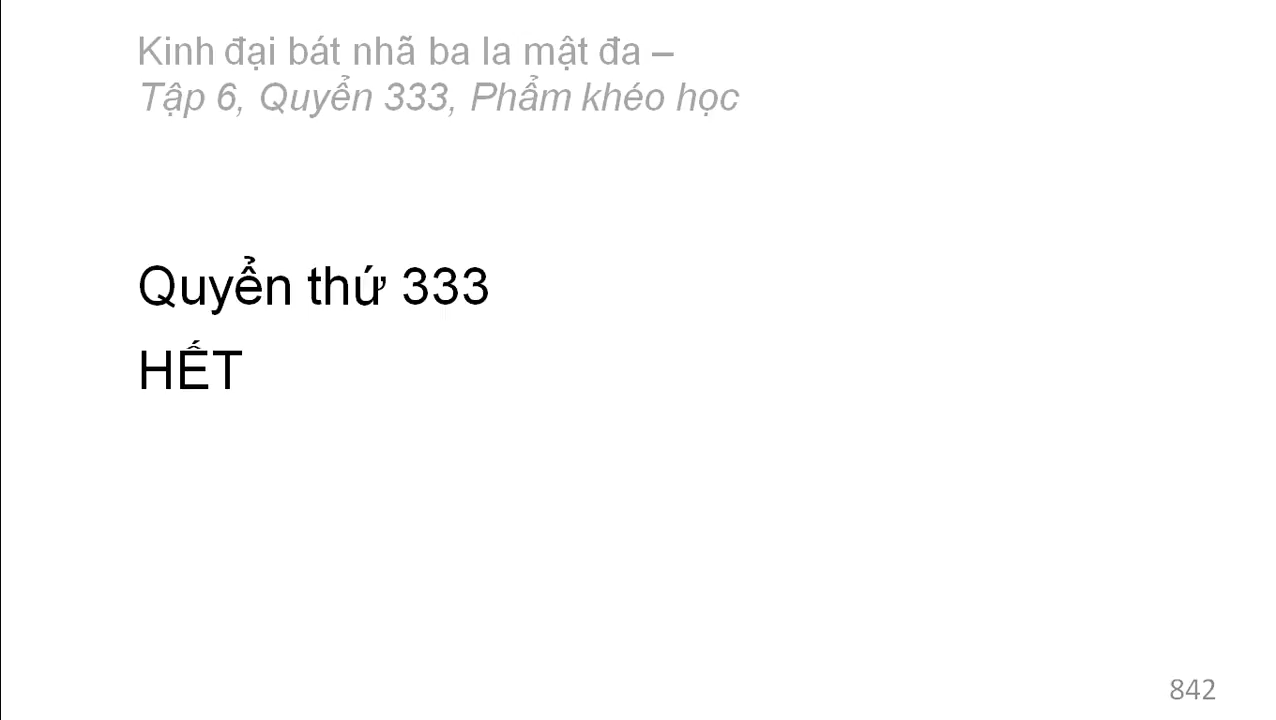 Kinh đại bát nhã ba la mật đa –
Tập 6, Quyển 333, Phẩm khéo học
Quyển thứ 333
HẾT
842